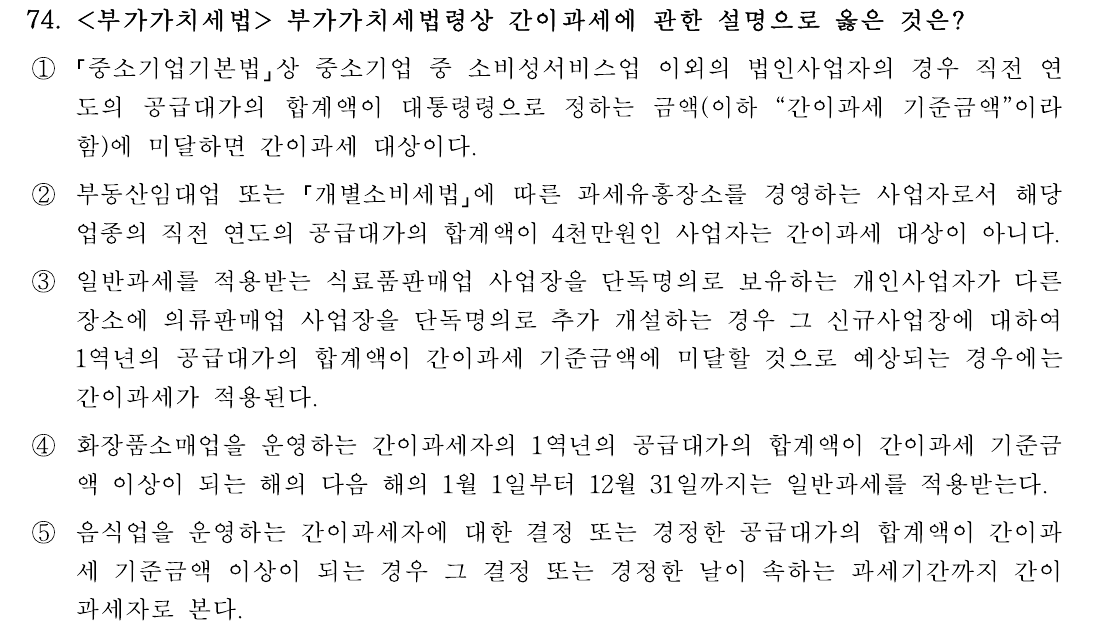 74. <부가가치세법> 부가가치세법령상 간이과세에 관한 설명으로 옳은 것은?
① 「중소기업기본법」상 중소기업 중 소비성서비스업 이외의 법인사업자의 경우 직전 연
도의 공급대가의 합계액이 대통령령으로 정하는 금액(이하 “간이과세 기준금액”이라
함)에 미달하면 간이과세 대상이다.
② 부동산임대업 또는 「개별소비세법」에 따른 과세유흥장소를 경영하는 사업자로서 해당
업종의 직전 연도의 공급대가의 합계액이 4천만원인 사업자는 간이과세 대상이 아니다.
③ 일반과세를 적용받는 식료품판매업 사업장을 단독명의로 보유하는 개인사업자가 다른
장소에 의류판매업 사업장을 단독명의로 추가 개설하는 경우 그 신규사업장에 대하여
1역년의 공급대가의 합계액이 간이과세 기준금액에 미달할 것으로 예상되는 경우에는
간이과세가 적용된다.
④ 화장품소매업을 운영하는 간이과세자의 1역년의 공급대가의 합계액이 간이과세 기준금
액 이상이 되는 해의 다음 해의 1월 1일부터 12월 31일까지는 일반과세를 적용받는다.
⑤ 음식업을 운영하는 간이과세자에 대한 결정 또는 경정한 공급대가의 합계액이 간이과
세 기준금액 이상이 되는 경우 그 결정 또는 경정한 날이 속하는 과세기간까지 간이
과세자로 본다.